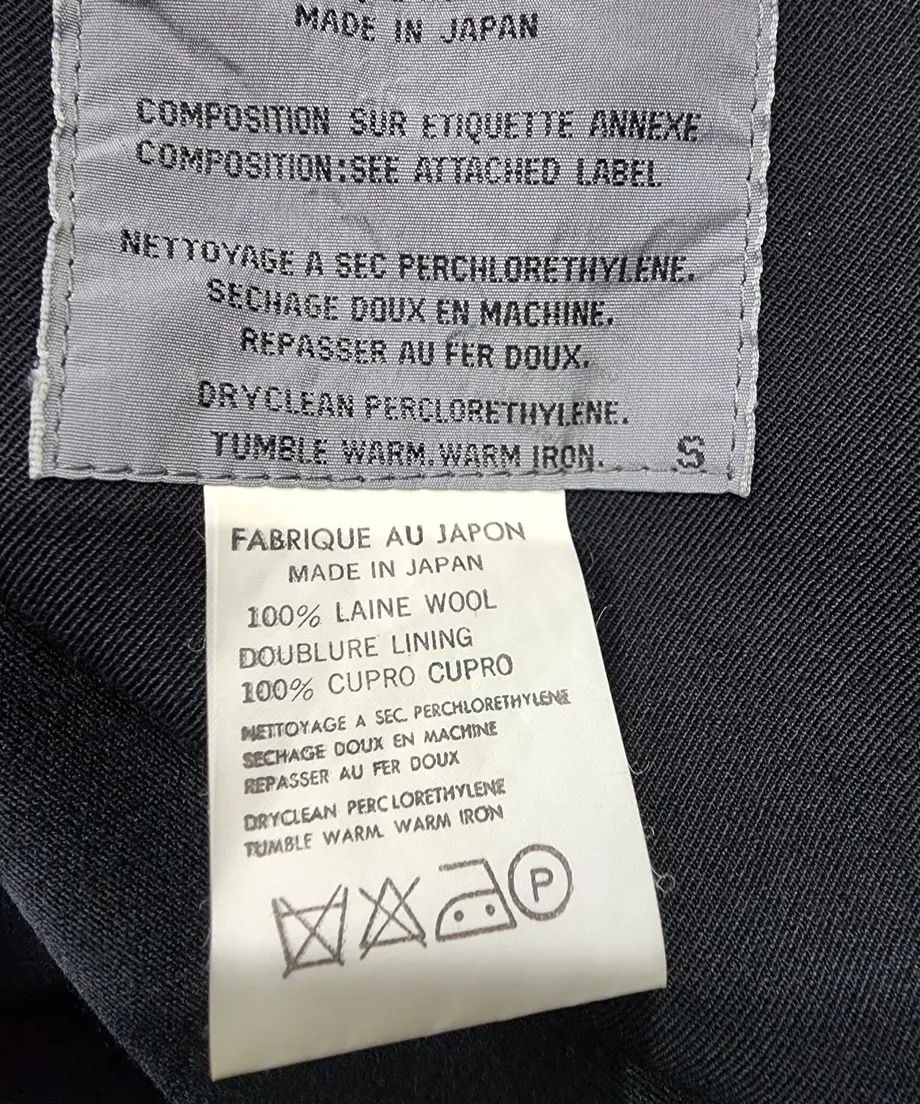 MADE IN JAPAN
COMPOSITION SUR ETIQUETTE ANNEXE
COMPOSITION:SEE ATTACHED LABEL
NETTOYAGE A SEC PERCHLORETHYLENE.
SECHAGE DOUX EN MACHINE.
REPASSER AU FER DOUX.
DRYCLEAN PERCLORETHYLENE.
TUMBLE WARM.WARM IRON. S
FABRIQUE AU JAPON
MADE IN JAPAN
100% LAINE WOOL
DOUBLURE LINING
100% CUPRO CUPRO
NETTOYAGE A SEC PERCHLORETHYLENE
SECHAGE DOUX EN MACHINE
REPASSER AU FER DOUX
DRYCLEAN PERCLORETHYLENE
TUMBLE WARM. WARM IRON
P